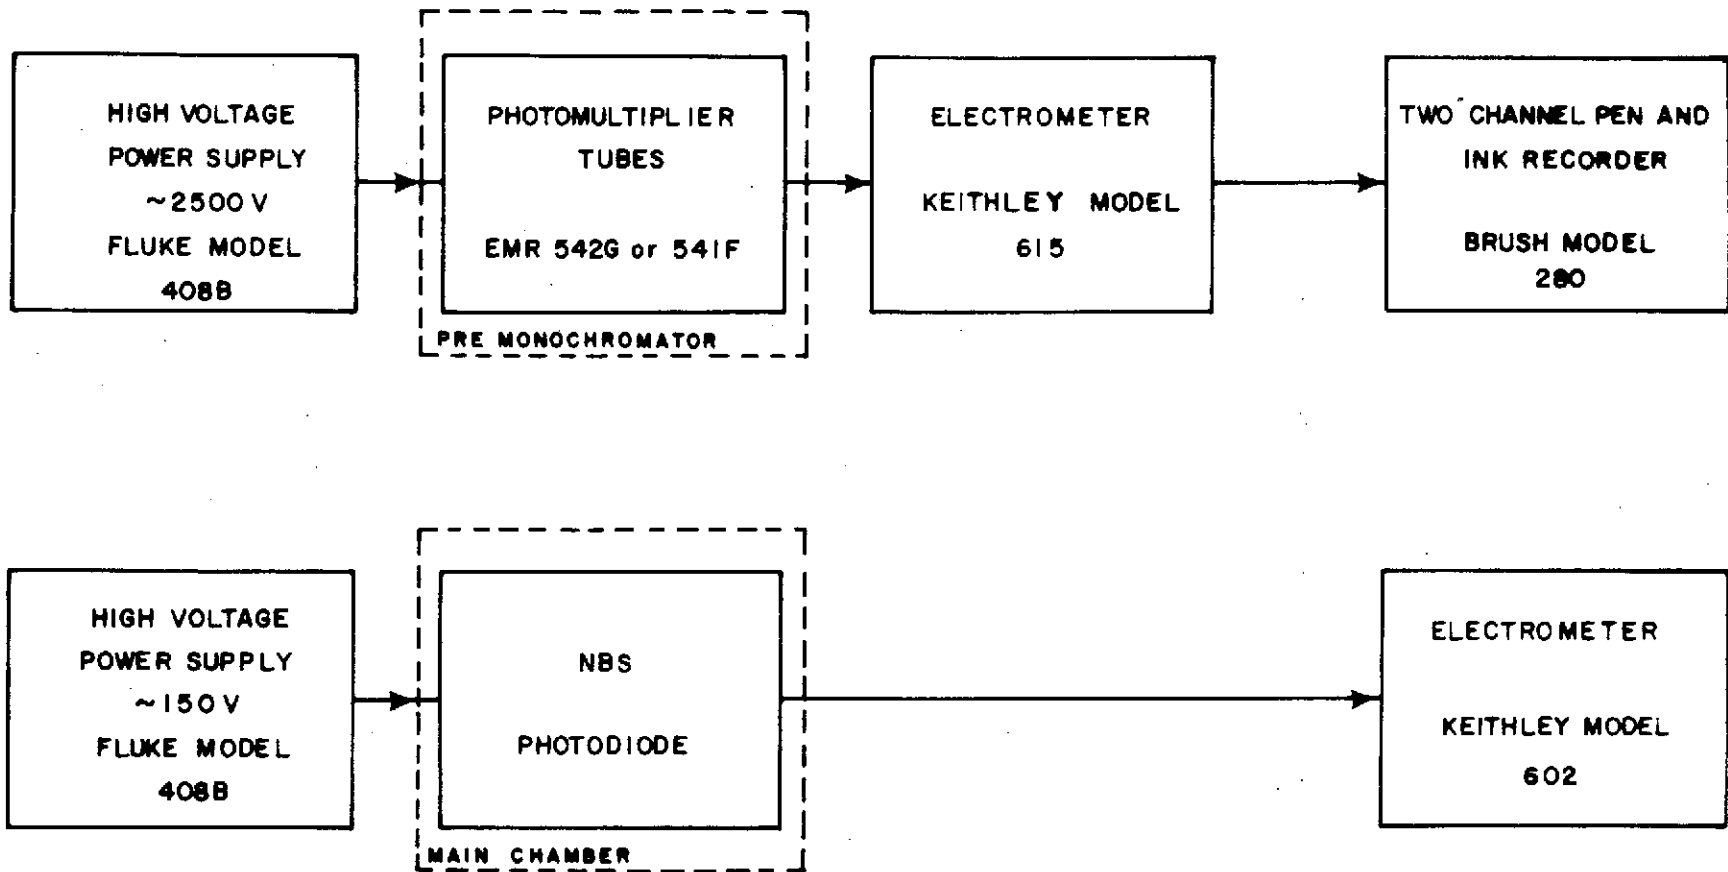 HIGH VOLTAGE
POWER SUPPLY
~2500 V
FLUKE MODEL
408B
PHOTOMULTIPLIER
TUBES
EMR 542G or 541F
PRE MONOCHROMATOR
ELECTROMETER
KEITHLEY MODEL
615
TWO CHANNEL PEN AND
INK RECORDER
BRUSH MODEL
280
HIGH VOLTAGE
POWER SUPPLY
~150 V
FLUKE MODEL
408B
NBS
PHOTODIODE
MAIN CHAMBER
ELECTROMETER
KEITHLEY MODEL
602